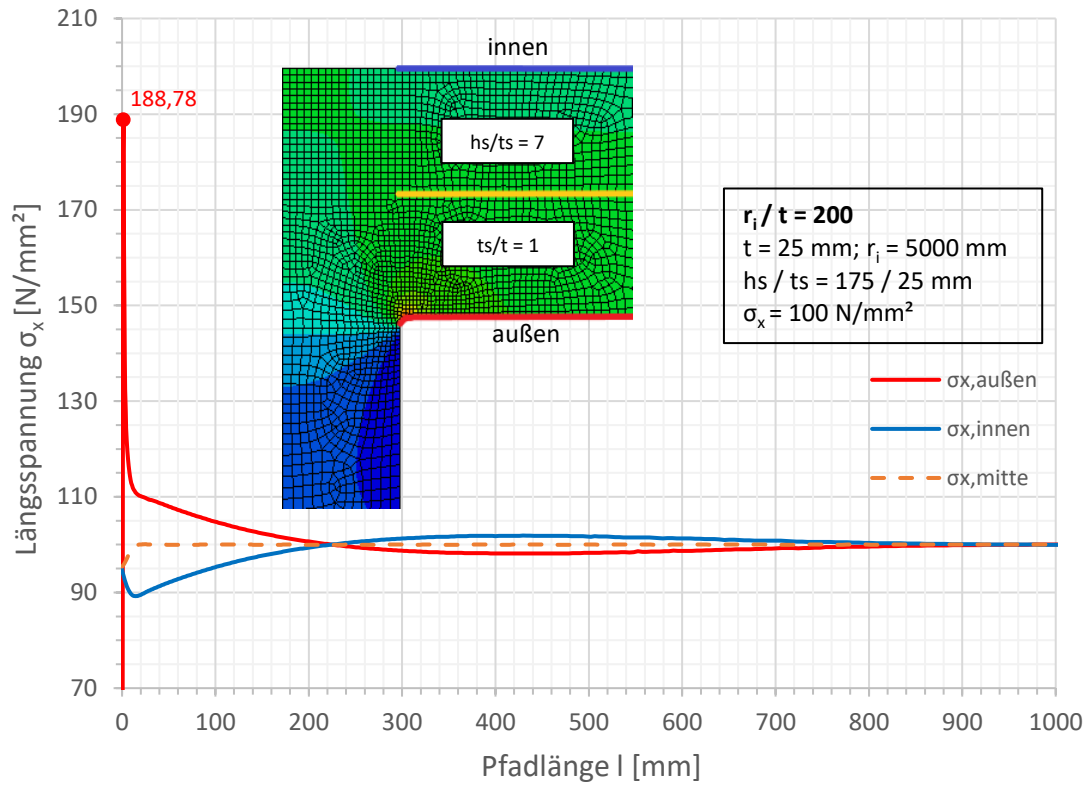 210
190
170
150
130
110
90
70
Längsspannung σₓ [N/mm²]
188,78
innen
hs/ts = 7
ts/t = 1
außen
rᵢ / t = 200
t = 25 mm; rᵢ = 5000 mm
hs / ts = 175 / 25 mm
σₓ = 100 N/mm²
σx,außen
σx,innen
σx,mitte
0 100 200 300 400 500 600 700 800 900 1000
Pfadlänge l [mm]